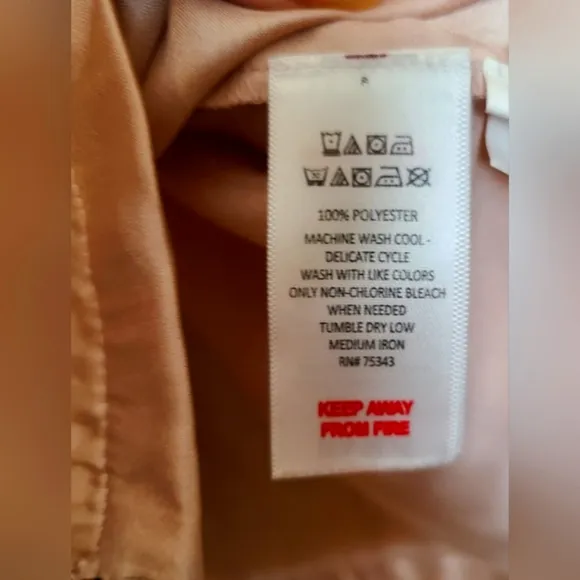 100% POLYESTER
MACHINE WASH COOL -
DELICATE CYCLE
WASH WITH LIKE COLORS
ONLY NON-CHLORINE BLEACH
WHEN NEEDED
TUMBLE DRY LOW
MEDIUM IRON
RN# 75343
KEEP AWAY
FROM FIRE